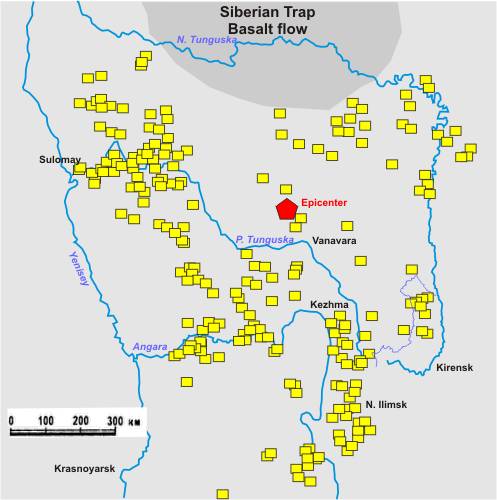 Siberian Trap
Basalt flow
N. Tunguska
Sulomay
Epicenter
P. Tunguska
Vanavara
Yenisey
Kezhma
Angara
Kirensk
N. Ilimsk
0 100 200 300 км
Krasnoyarsk